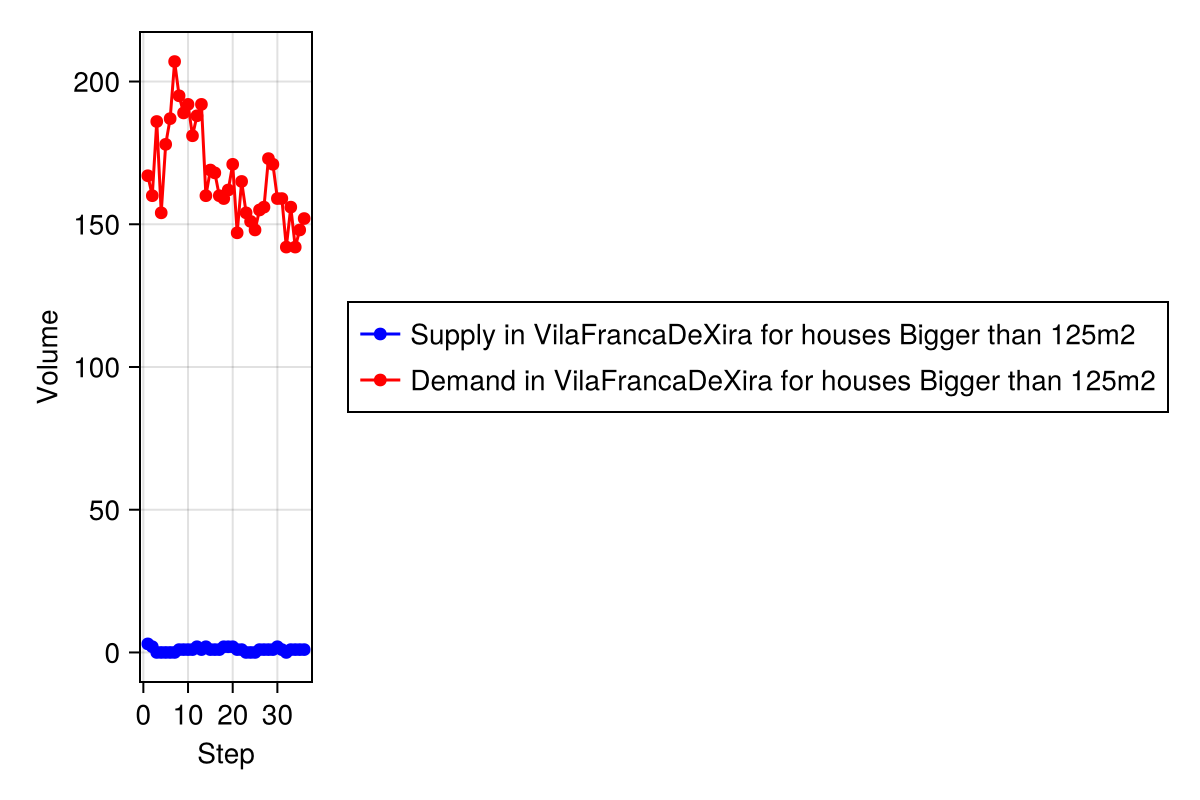 200
150
100
50
0
Volume
0 10 20 30
Step
Supply in VilaFrancaDeXira for houses Bigger than 125m2
Demand in VilaFrancaDeXira for houses Bigger than 125m2